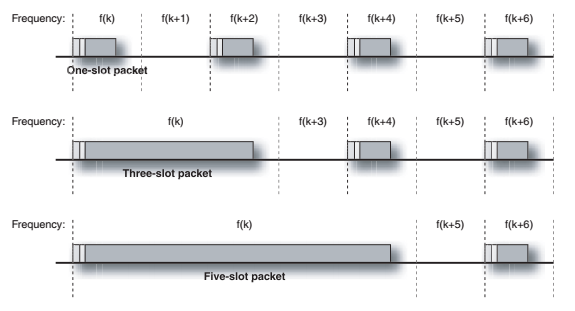 Frequency: f(k) f(k+1) f(k+2) f(k+3) f(k+4) f(k+5) f(k+6)
One-slot packet
Frequency: f(k) f(k+3) f(k+4) f(k+5) f(k+6)
Three-slot packet
Frequency: f(k) f(k+5) f(k+6)
Five-slot packet